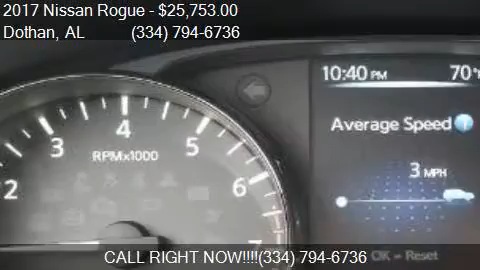 2017 Nissan Rogue - $25,753.00
Dothan, AL (334) 794-6736
10:40 PM 70°
Average Speed i
3 MPH
2 3 4 5 6 7
RPMx1000
CALL RIGHT NOW!!!!(334) 794-6736
OK - Reset